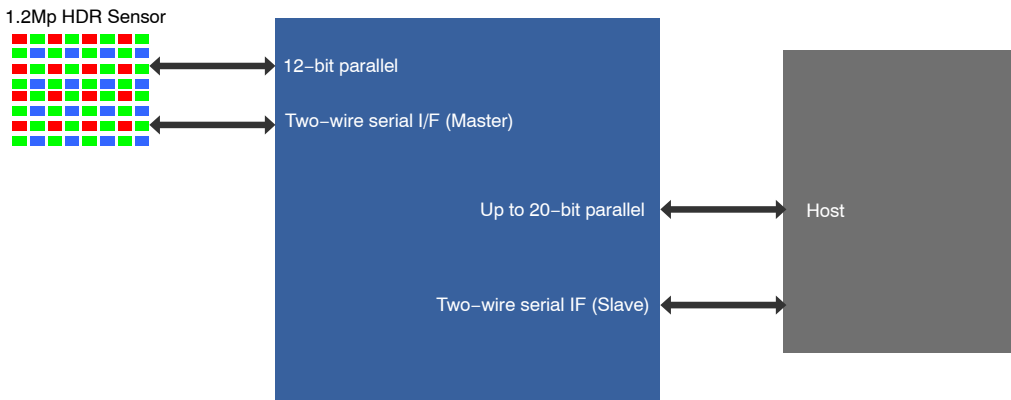 1.2Mp HDR Sensor
12−bit parallel
Two−wire serial I/F (Master)
Up to 20−bit parallel
Host
Two−wire serial IF (Slave)